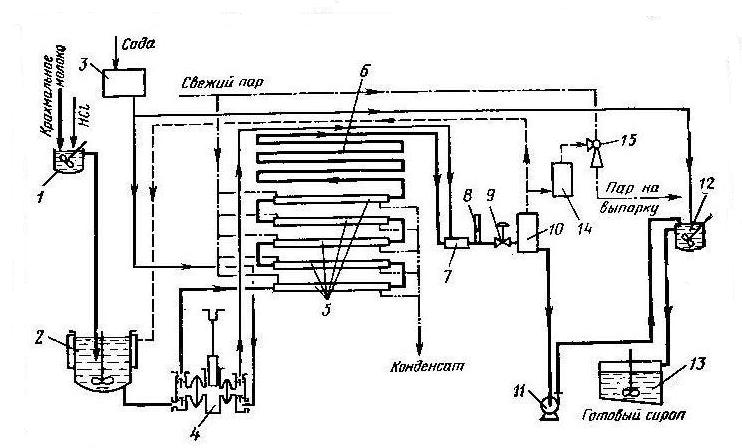 Сода
3
Свежий пар
6
Крахмальное
молоко
HCl
1
15
Пар на
выпарку
12
8
9
10
14
7
2
5
Конденсат
13
11
4
Готовый сироп